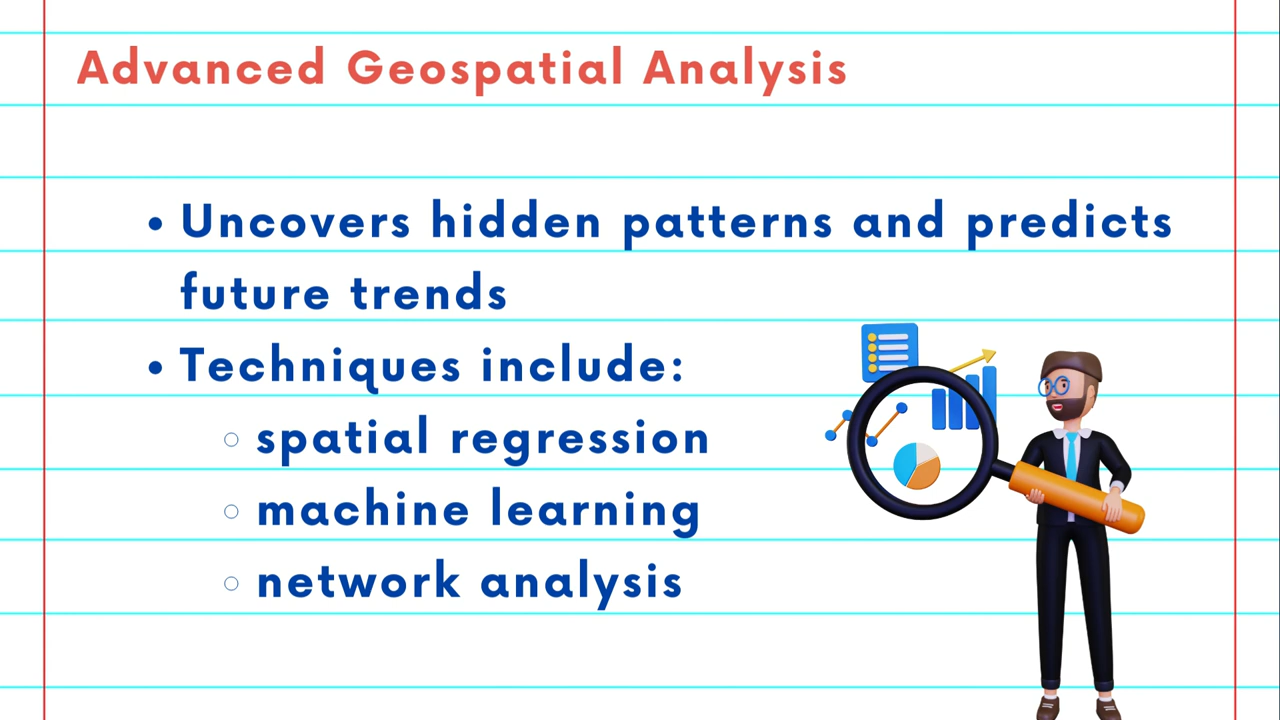 Advanced Geospatial Analysis
• Uncovers hidden patterns and predicts
future trends
• Techniques include:
○ spatial regression
○ machine learning
○ network analysis